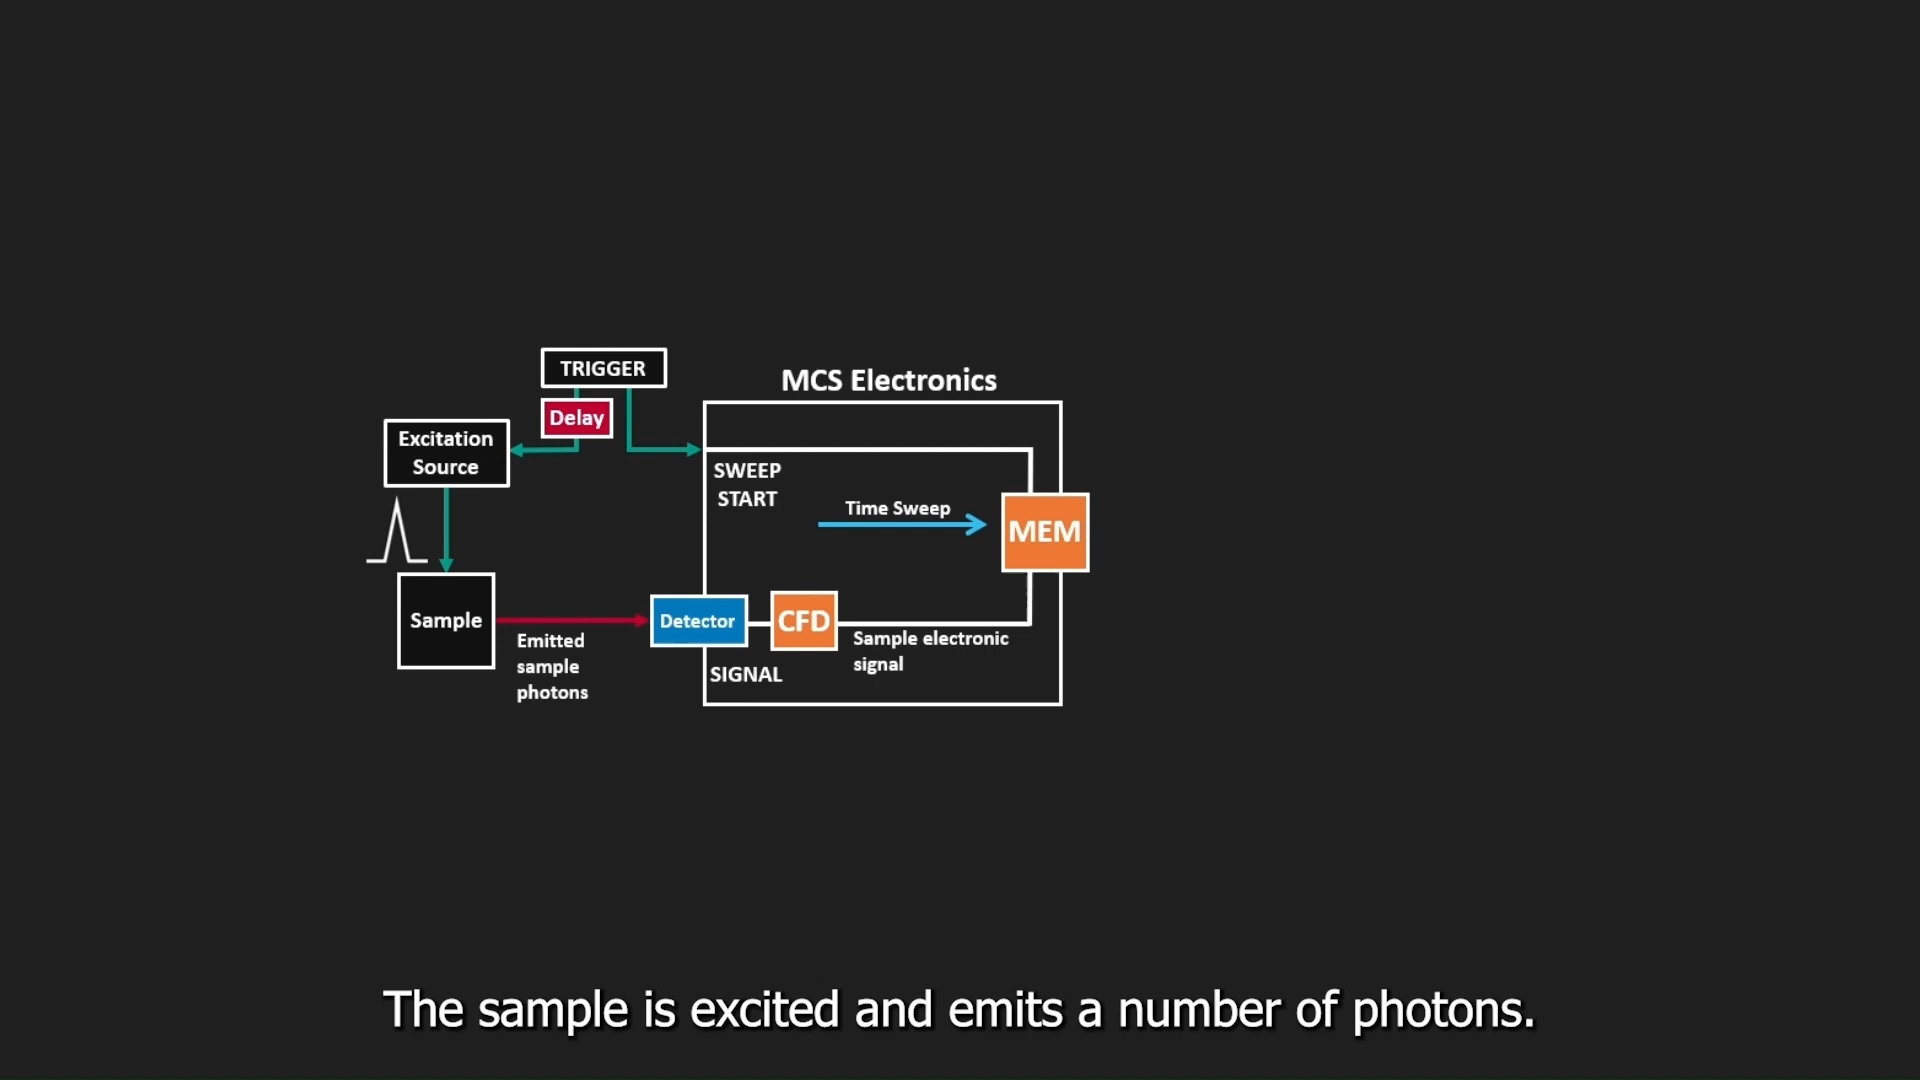 TRIGGER
MCS Electronics
Delay
Excitation
Source
SWEEP
START
Time Sweep
MEM
Sample
Emitted
sample
photons
Detector
CFD
Sample electronic
signal
SIGNAL
The sample is excited and emits a number of photons.